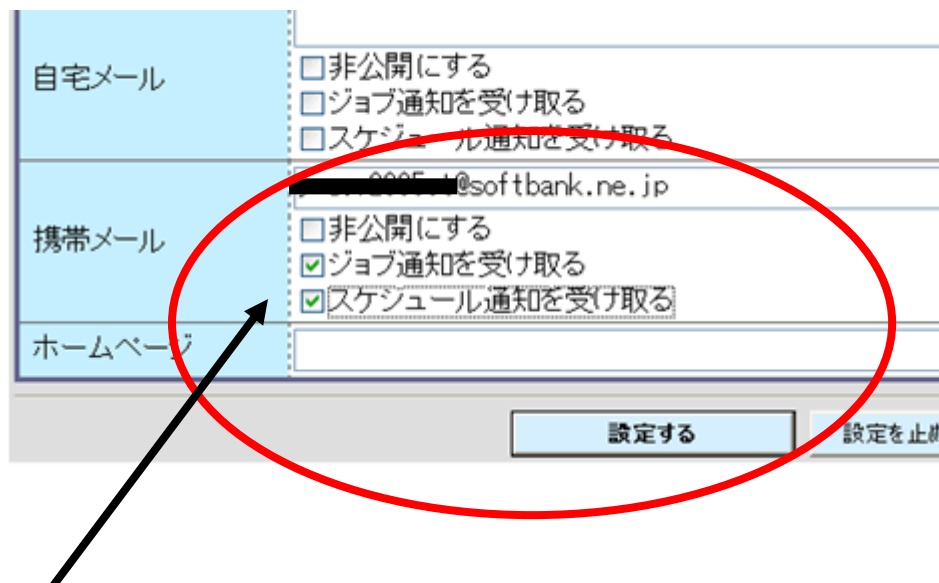 自宅メール
□非公開にする
□ジョブ通知を受け取る
□スケジュール通知を受け取る
@softbank.ne.jp
携帯メール
□非公開にする
☑ジョブ通知を受け取る
☑スケジュール通知を受け取る
ホームページ
設定する
設定を止